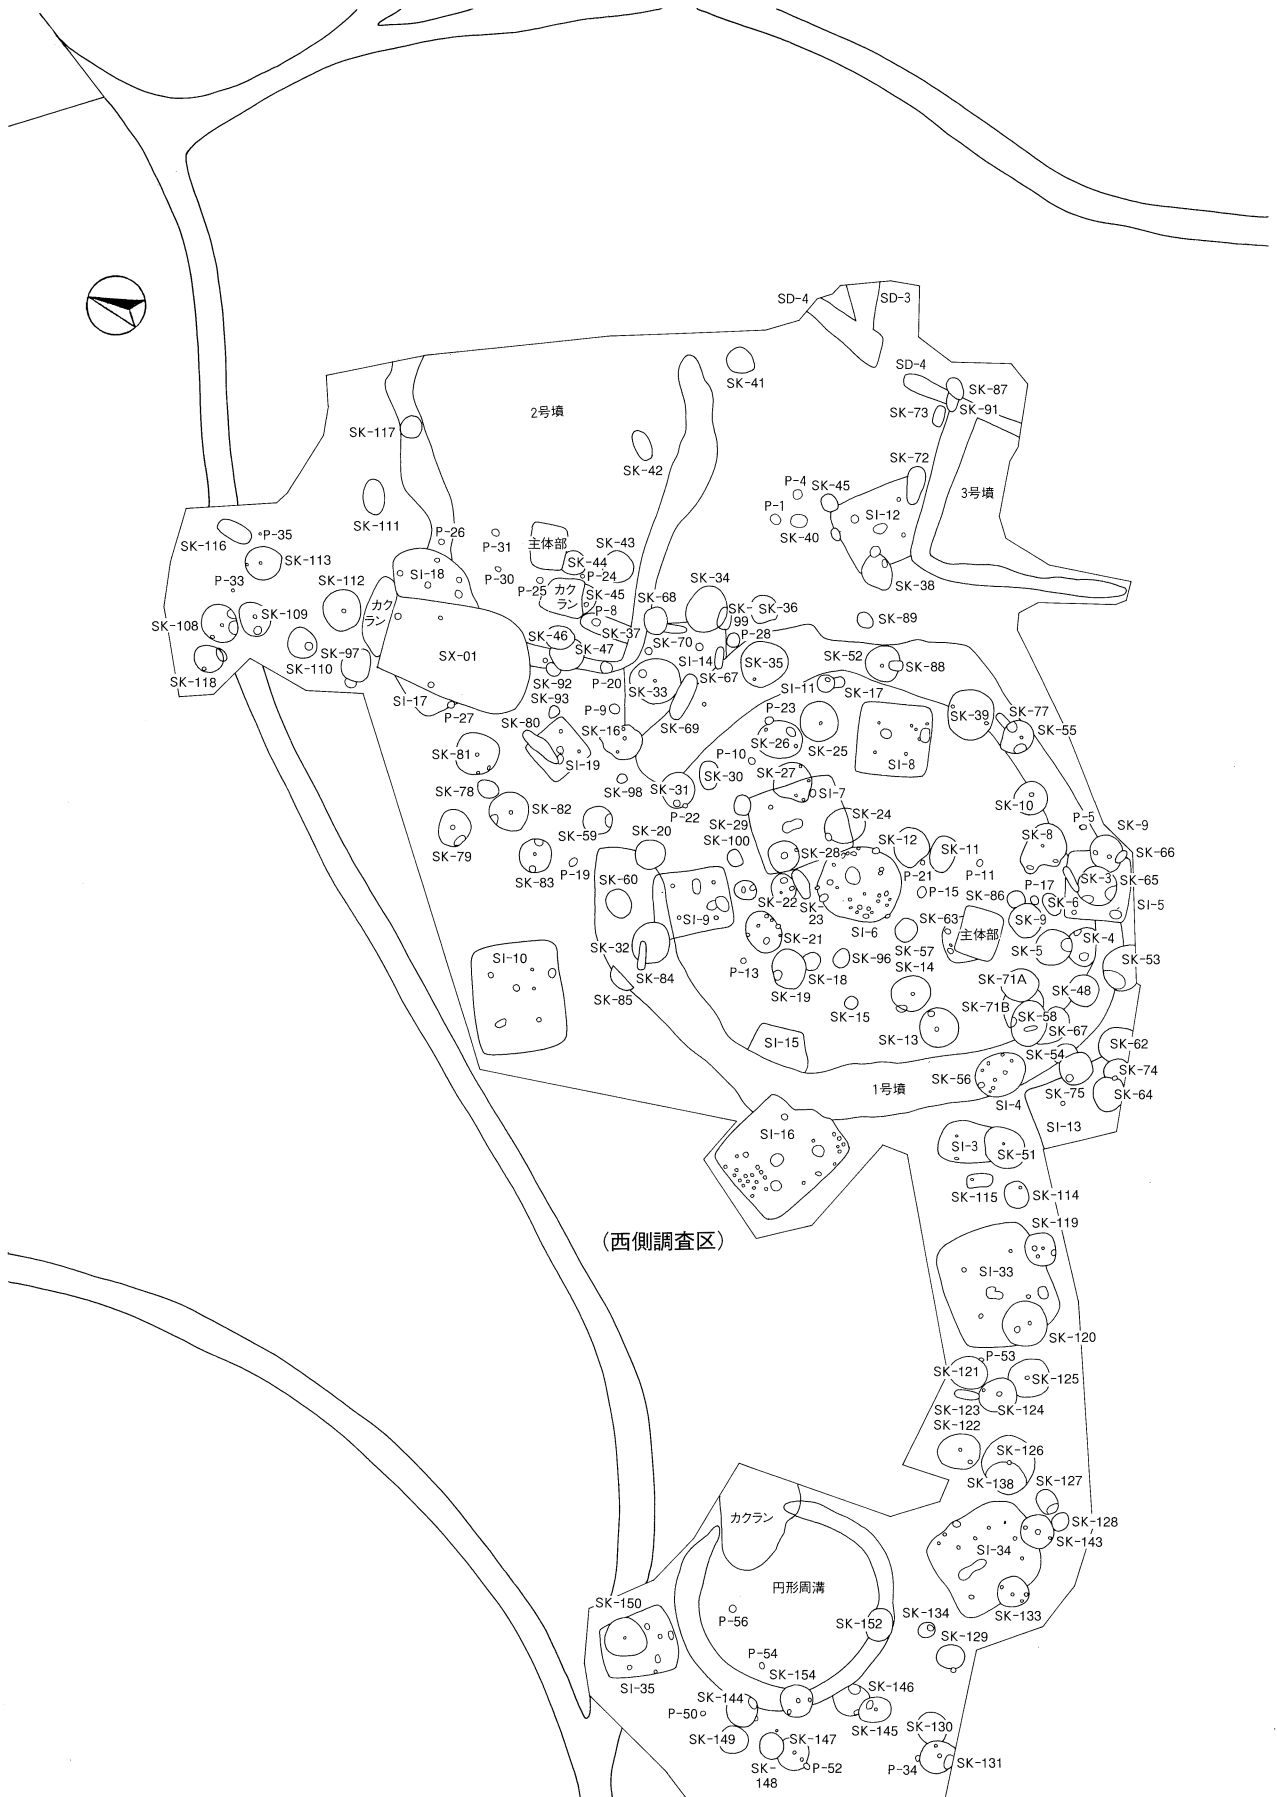 SD-4
SD-3
SK-41
SD-4
SK-87
2号墳
SK-73
SK-91
SK-117
SK-42
SK-72
P-4
SK-45
3号墳
SK-111
P-1
SI-12
P-26
SK-40
SK-116
P-35
P-31
主体部
SK-43
SK-113
SK-44
P-33
SK-112
SI-18
P-30
P-24
SK-34
SK-38
P-25
カク
ラン
SK-45
SK-68
カク
ラン
P-8
SK-
99
SK-36
SK-109
SK-108
SK-46
SK-37
SK-89
SK-70
P-28
SK-97
SX-01
SK-47
SK-110
SI-14
SK-35
SK-52
SK-88
SK-118
SK-92
P-20
SK-67
SK-33
SI-11
SK-17
SI-17
SK-93
P-27
P-9
SK-69
P-23
SK-39
SK-77
SK-80
SK-16
SK-26
SK-25
SK-55
SK-81
SI-19
P-10
SI-8
SK-98
SK-30
SK-27
SK-78
SK-31
SI-7
SK-82
P-22
SK-10
SK-29
SK-24
P-5
SK-59
SK-20
SK-9
SK-79
SK-100
SK-28
SK-12
SK-11
SK-8
SK-66
SK-83
P-19
P-21
P-11
SK-60
SK-3
SK-65
SI-9
SK-22
P-15
SK-86
P-17
SK-6
SI-5
SK-
23
SI-6
SK-63
SK-9
SK-32
SK-21
主体部
SK-5
SK-4
SI-10
SK-57
SK-84
P-13
SK-96
SK-14
SK-53
SK-18
SK-71A
SK-85
SK-19
SK-48
SK-15
SK-71B
SK-58
SI-15
SK-13
SK-67
SK-62
SK-54
SK-56
1号墳
SK-74
SI-4
SK-75
SK-64
SI-13
SI-16
SI-3
SK-51
SK-115
SK-114
(西側調査区)
SK-119
SI-33
SK-120
P-53
SK-121
SK-125
SK-123
SK-124
SK-122
SK-126
SK-127
SK-138
カクラン
SK-128
SK-143
SI-34
円形周溝
SK-150
P-56
SK-152
SK-134
SK-133
SK-129
P-54
SK-154
SI-35
SK-144
SK-146
P-50
SK-145
SK-130
SK-149
SK-147
SK-
148
P-52
P-34
SK-131